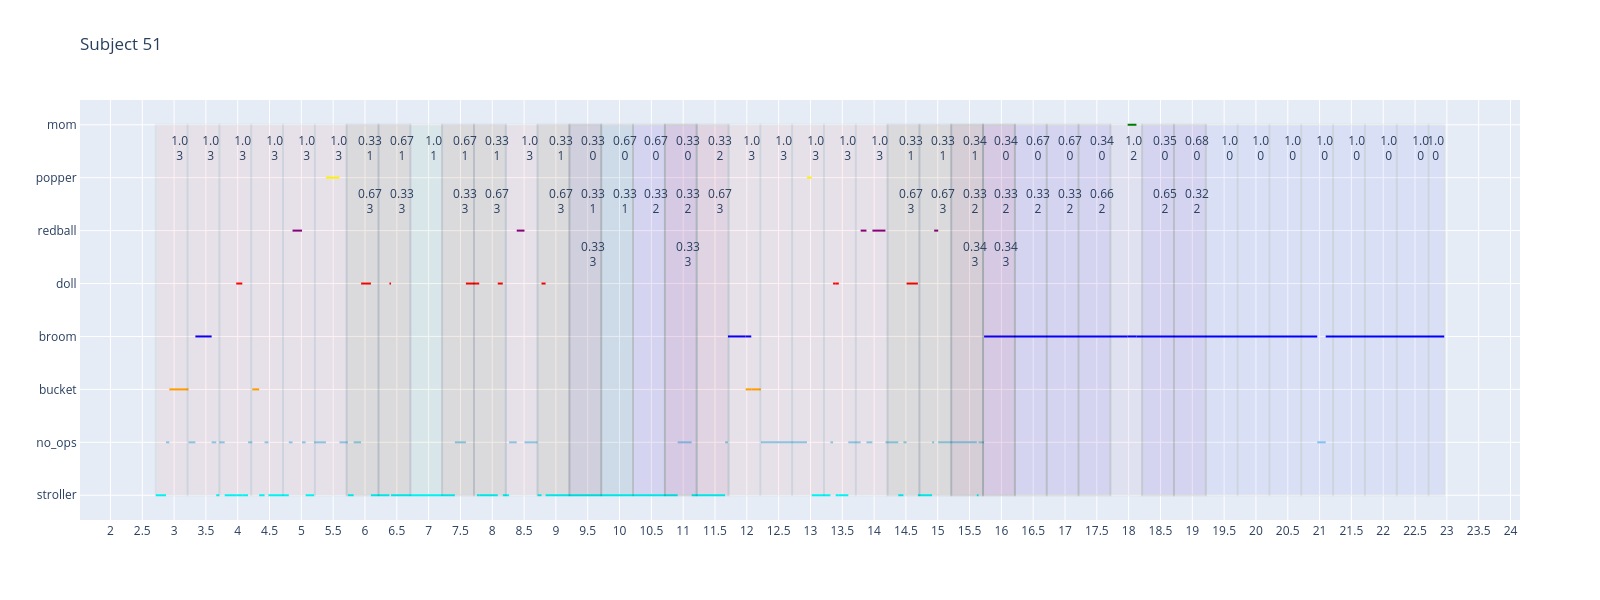 Subject 51
mom
1.0 1.0 1.0 1.0 1.0 1.0 0.33 0.67 1.0 0.67 0.33 1.0 0.33 0.33 0.67 0.67 0.33 0.33 1.0 1.0 1.0 1.0 1.0 0.33 0.33 0.34 0.34 0.67 0.67 0.34 1.0 0.35 0.68 1.0 1.0 1.0 1.0 1.0 1.0 1.0 1.0
3 3 3 3 3 3 1 1 1 1 1 3 1 0 0 0 0 2 3 3 3 3 3 1 1 1 0 0 0 0 2 0 0 0 0 0 0 0 0 0 0
popper
0.67 0.33 0.33 0.67 0.67 0.33 0.33 0.33 0.33 0.67 0.67 0.67 0.33 0.33 0.33 0.33 0.66 0.65 0.32
3 3 3 3 3 1 1 2 2 3 3 3 2 2 2 2 2 2 2
redball
0.33 0.33 0.34 0.34
3 3 3 3
doll
broom
bucket
no_ops
stroller
2 2.5 3 3.5 4 4.5 5 5.5 6 6.5 7 7.5 8 8.5 9 9.5 10 10.5 11 11.5 12 12.5 13 13.5 14 14.5 15 15.5 16 16.5 17 17.5 18 18.5 19 19.5 20 20.5 21 21.5 22 22.5 23 23.5 24